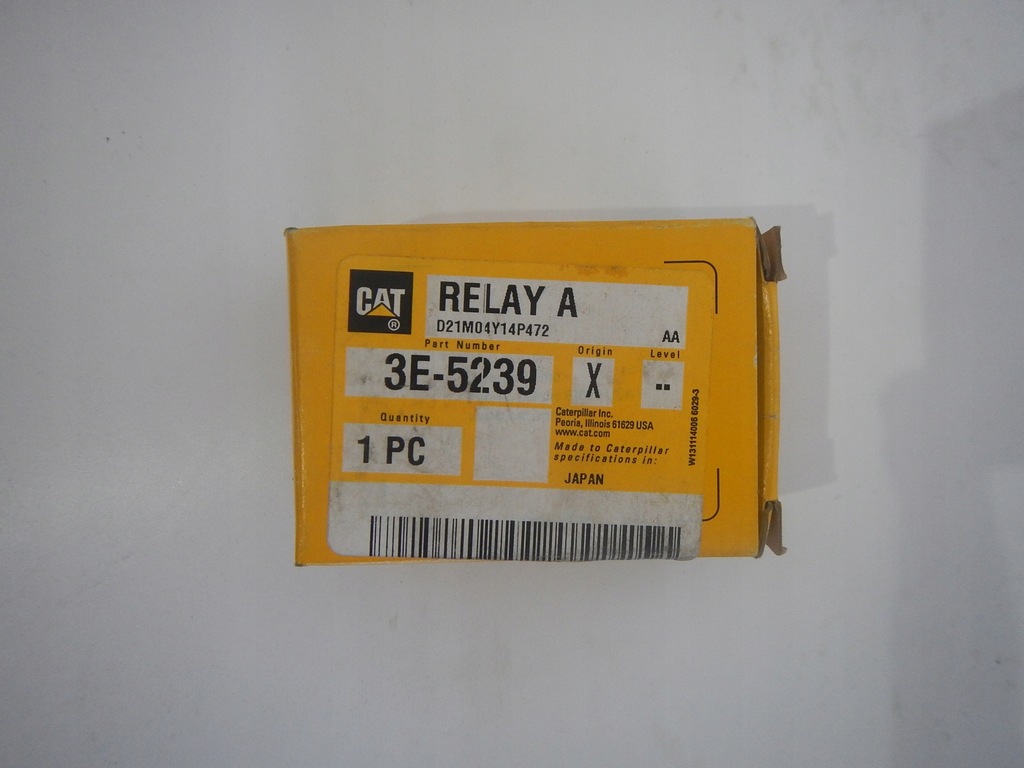 CAT ®
RELAY A
D21M04Y14P472
AA
Part Number
Origin
Level
3E-5239
X
--
Quantity
1 PC
Caterpillar Inc.
Peoria, Illinois 61629 USA
www.cat.com
Made to Caterpillar
specifications in:
JAPAN
W131114006 6029-3